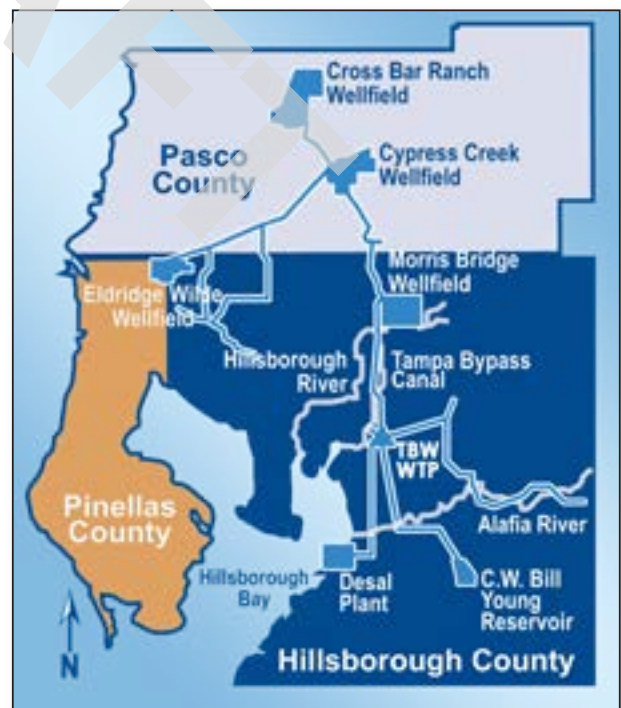 Cross Bar Ranch
Wellfield
Pasco
County
Cypress Creek
Wellfield
Morris Bridge
Wellfield
Eldridge Wilde
Wellfield
Hillsborough
River
Tampa Bypass
Canal
TBW
WTP
Pinellas
County
Alafia River
Hillsborough
Bay
Desal
Plant
C.W. Bill
Young
Reservoir
N
Hillsborough County